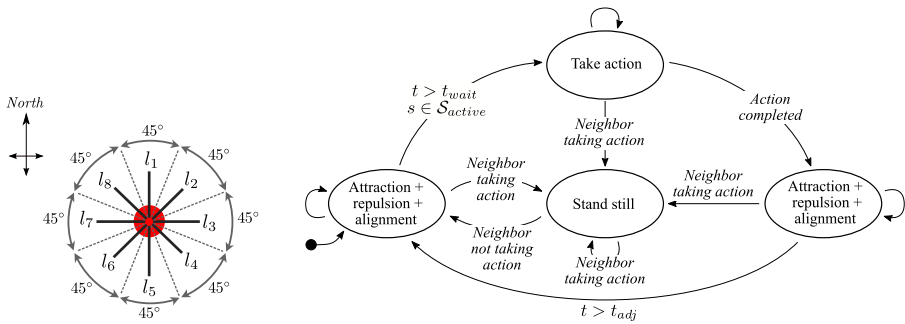 North
45°
45°
45°
45°
45°
45°
45°
45°
l₁
l₂
l₃
l₄
l₅
l₆
l₇
l₈
Take action
t > t_wait
s ∈ S_active
Action
completed
Neighbor
taking action
Attraction +
repulsion +
alignment
Neighbor
taking
action
Neighbor
not taking
action
Stand still
Neighbor
taking action
Neighbor
taking action
Attraction +
repulsion +
alignment
t > t_adj